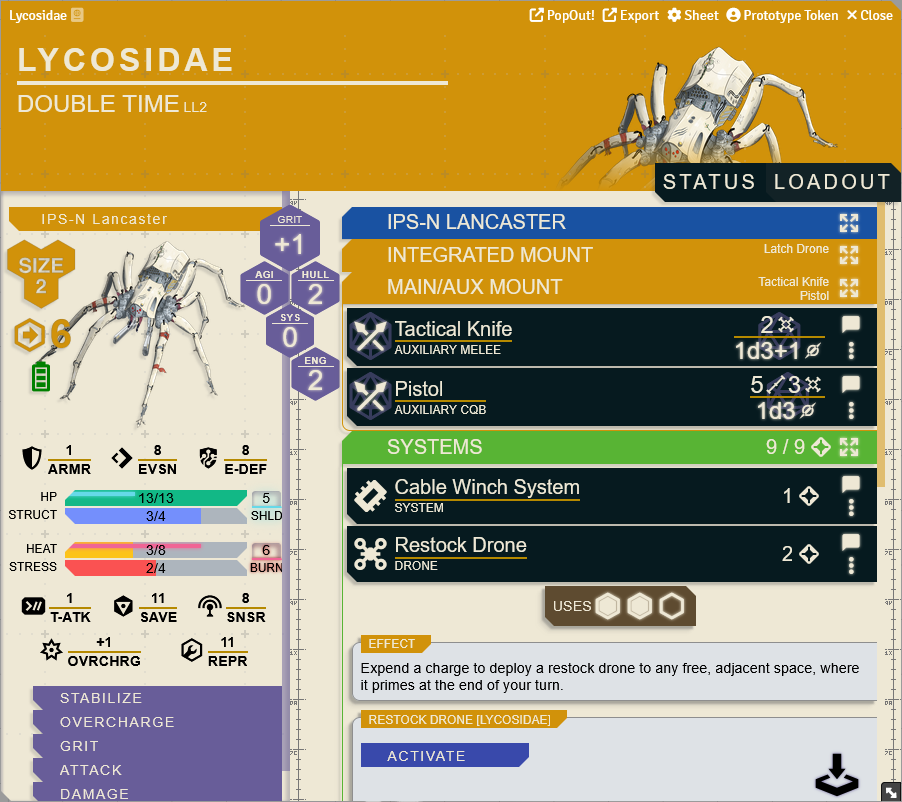 Lycosidae
PopOut! Export Sheet Prototype Token Close
LYCOSIDAE
DOUBLE TIME LL2
STATUS LOADOUT
IPS-N Lancaster
SIZE
2
6
GRIT
+1
AGI
0
HULL
2
SYS
0
ENG
2
1
ARMR
8
EVSN
8
E-DEF
HP 13/13 5
STRUCT 3/4 SHLD
HEAT 3/8 6
STRESS 2/4 BURN
1
T-ATK
11
SAVE
8
SNSR
+1
OVRCHRG
11
REPR
STABILIZE
OVERCHARGE
GRIT
ATTACK
DAMAGE
IPS-N LANCASTER
INTEGRATED MOUNT Latch Drone
MAIN/AUX MOUNT Tactical Knife
Pistol
Tactical Knife
AUXILIARY MELEE
2
1d3+1
Pistol
AUXILIARY CQB
5 3
1d3
SYSTEMS 9 / 9
Cable Winch System 1
SYSTEM
Restock Drone 2
DRONE
USES
EFFECT
Expend a charge to deploy a restock drone to any free, adjacent space, where
it primes at the end of your turn.
RESTOCK DRONE [LYCOSIDAE]
ACTIVATE